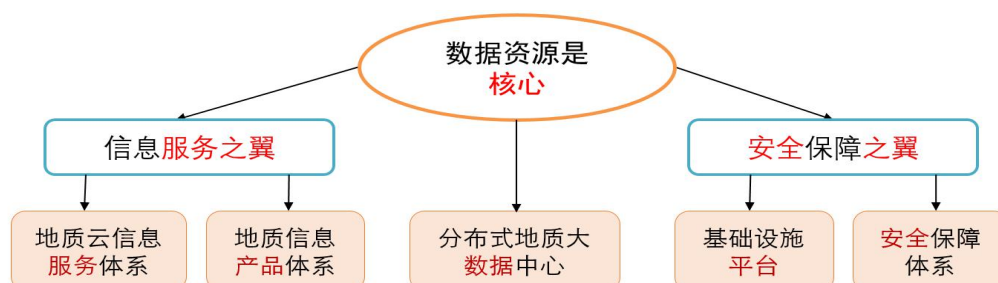 数据资源是
核心
信息服务之翼
安全保障之翼
地质云信息
服务体系
地质信息
产品体系
分布式地质大
数据中心
基础设施
平台
安全保障
体系